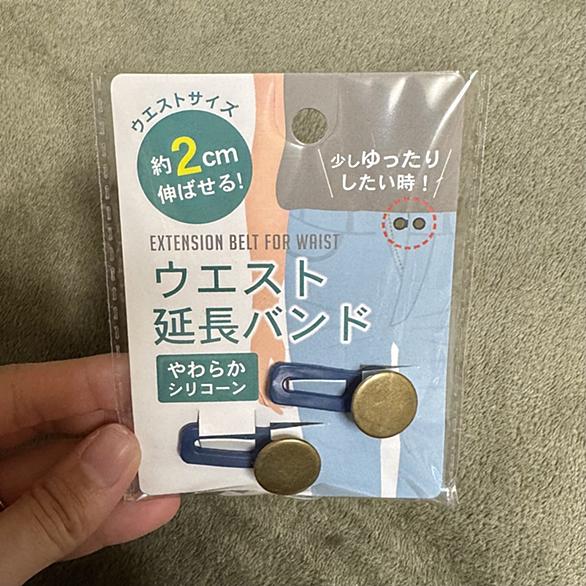 ウエストサイズ
約2cm
伸ばせる!
少しゆったり
したい時!
EXTENSION BELT FOR WAIST
ウエスト
延長バンド
やわらか
シリコーン